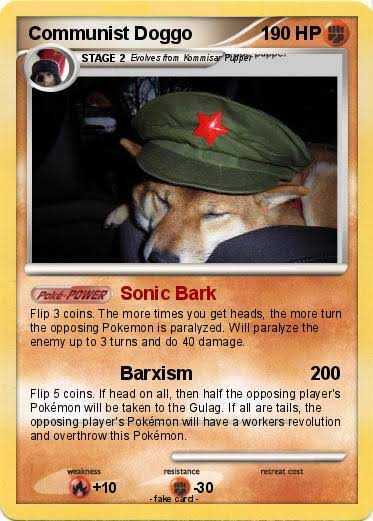 Communist Doggo 190 HP
STAGE 2 Evolves from Kommisar Pupper
Poké-POWER Sonic Bark
Flip 3 coins. The more times you get heads, the more turn
the opposing Pokemon is paralyzed. Will paralyze the
enemy up to 3 turns and do 40 damage.
Barxism 200
Flip 5 coins. If head on all, then half the opposing player's
Pokémon will be taken to the Gulag. If all are tails, the
opposing player's Pokémon will have a workers revolution
and overthrow this Pokémon.
weakness resistance retreat cost
+10 -30
- fake card -